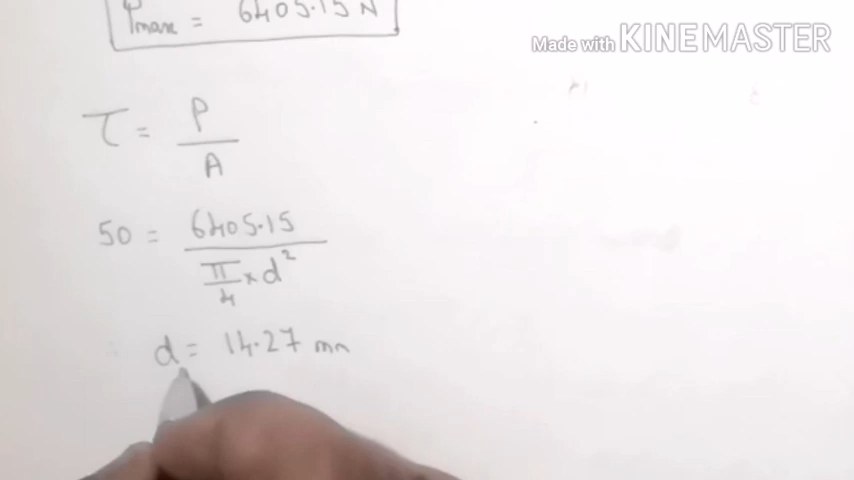 Pmax = 6405.15 N
Made with KINEMASTER
τ = P / A
50 = 6405.15 / (π/4 × d²)
d = 14.27 mm